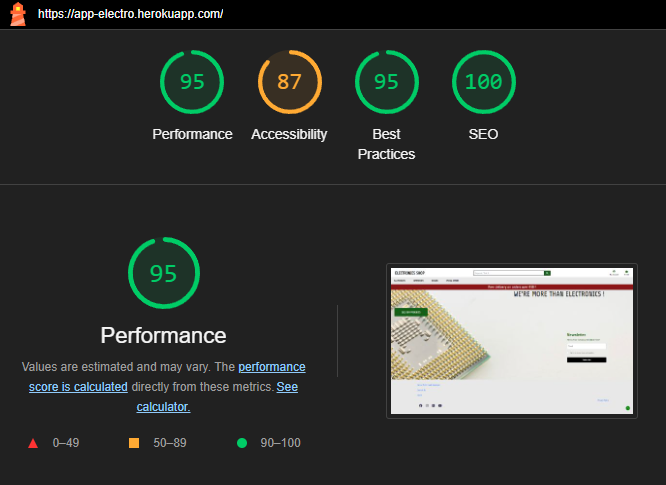 https://app-electro.herokuapp.com/
95 87 95 100
Performance Accessibility Best Practices SEO
95
Performance
Values are estimated and may vary. The performance
score is calculated directly from these metrics. See
calculator.
0–49 50–89 90–100
ELECTRONICS SHOP
WE'RE MORE THAN ELECTRONICS !
Newsletter